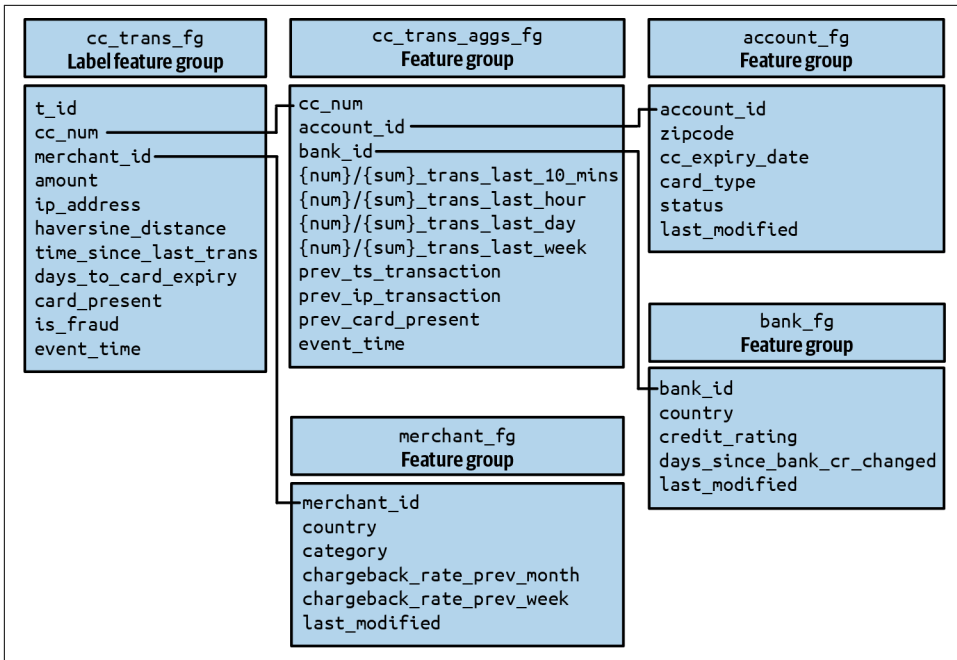 cc_trans_fg
Label feature group
t_id
cc_num
merchant_id
amount
ip_address
haversine_distance
time_since_last_trans
days_to_card_expiry
card_present
is_fraud
event_time
cc_trans_aggs_fg
Feature group
cc_num
account_id
bank_id
{num}/{sum}_trans_last_10_mins
{num}/{sum}_trans_last_hour
{num}/{sum}_trans_last_day
{num}/{sum}_trans_last_week
prev_ts_transaction
prev_ip_transaction
prev_card_present
event_time
account_fg
Feature group
account_id
zipcode
cc_expiry_date
card_type
status
last_modified
bank_fg
Feature group
bank_id
country
credit_rating
days_since_bank_cr_changed
last_modified
merchant_fg
Feature group
merchant_id
country
category
chargeback_rate_prev_month
chargeback_rate_prev_week
last_modified